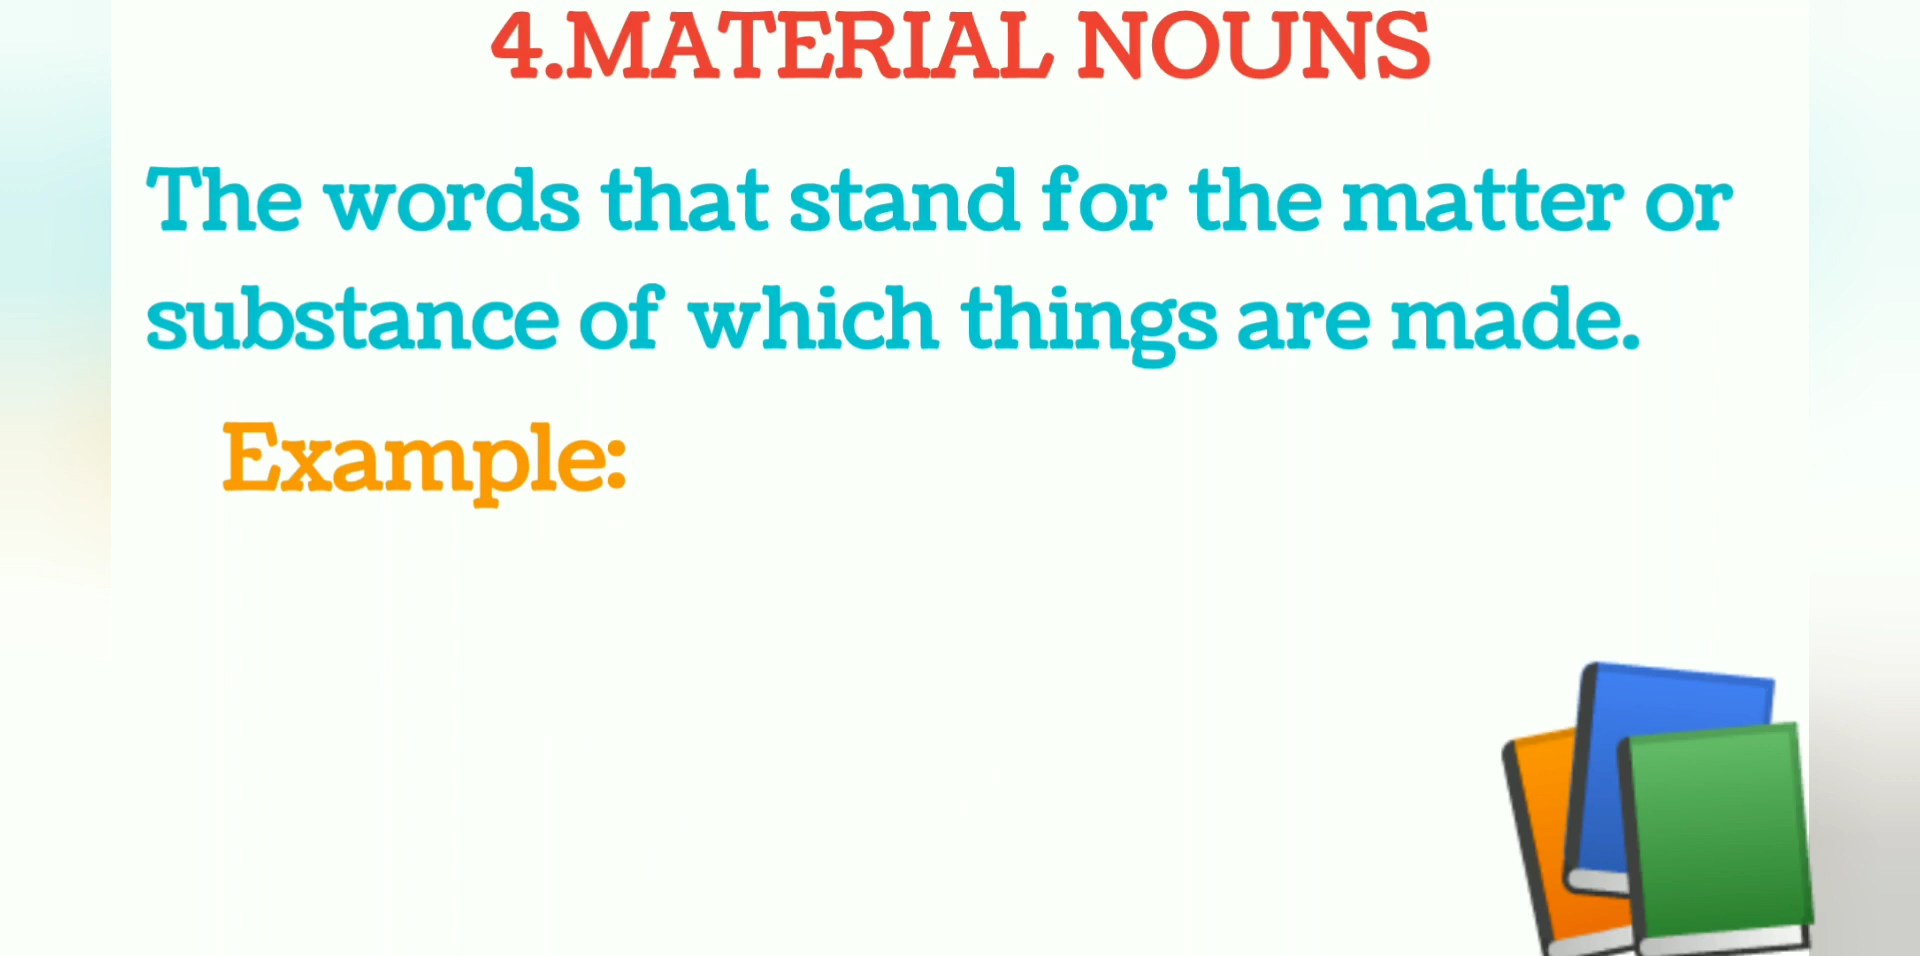 4.MATERIAL NOUNS
The words that stand for the matter or
substance of which things are made.
Example: